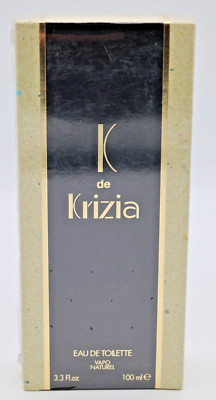 K
de
Krizia
EAU DE TOILETTE
VAPO
NATUREL
3.3 Fl.oz 100 ml e